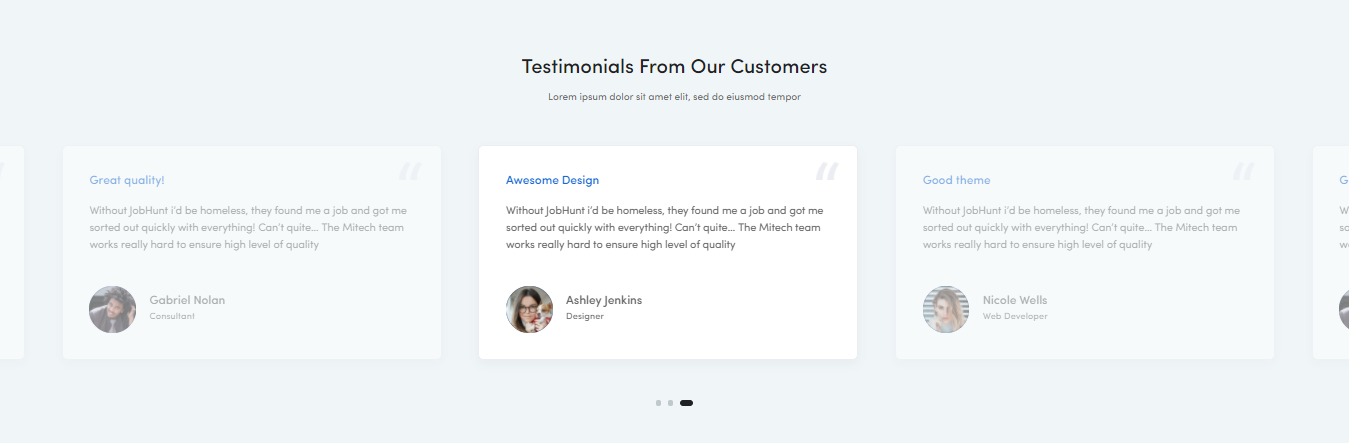 Testimonials From Our Customers
Lorem ipsum dolor sit amet elit, sed do eiusmod tempor
“
Great quality!
Without JobHunt i'd be homeless, they found me a job and got me
sorted out quickly with everything! Can't quite... The Mitech team
works really hard to ensure high level of quality
Gabriel Nolan
Consultant
“
Awesome Design
Without JobHunt i'd be homeless, they found me a job and got me
sorted out quickly with everything! Can't quite... The Mitech team
works really hard to ensure high level of quality
Ashley Jenkins
Designer
“
Good theme
Without JobHunt i'd be homeless, they found me a job and got me
sorted out quickly with everything! Can't quite... The Mitech team
works really hard to ensure high level of quality
Nicole Wells
Web Developer